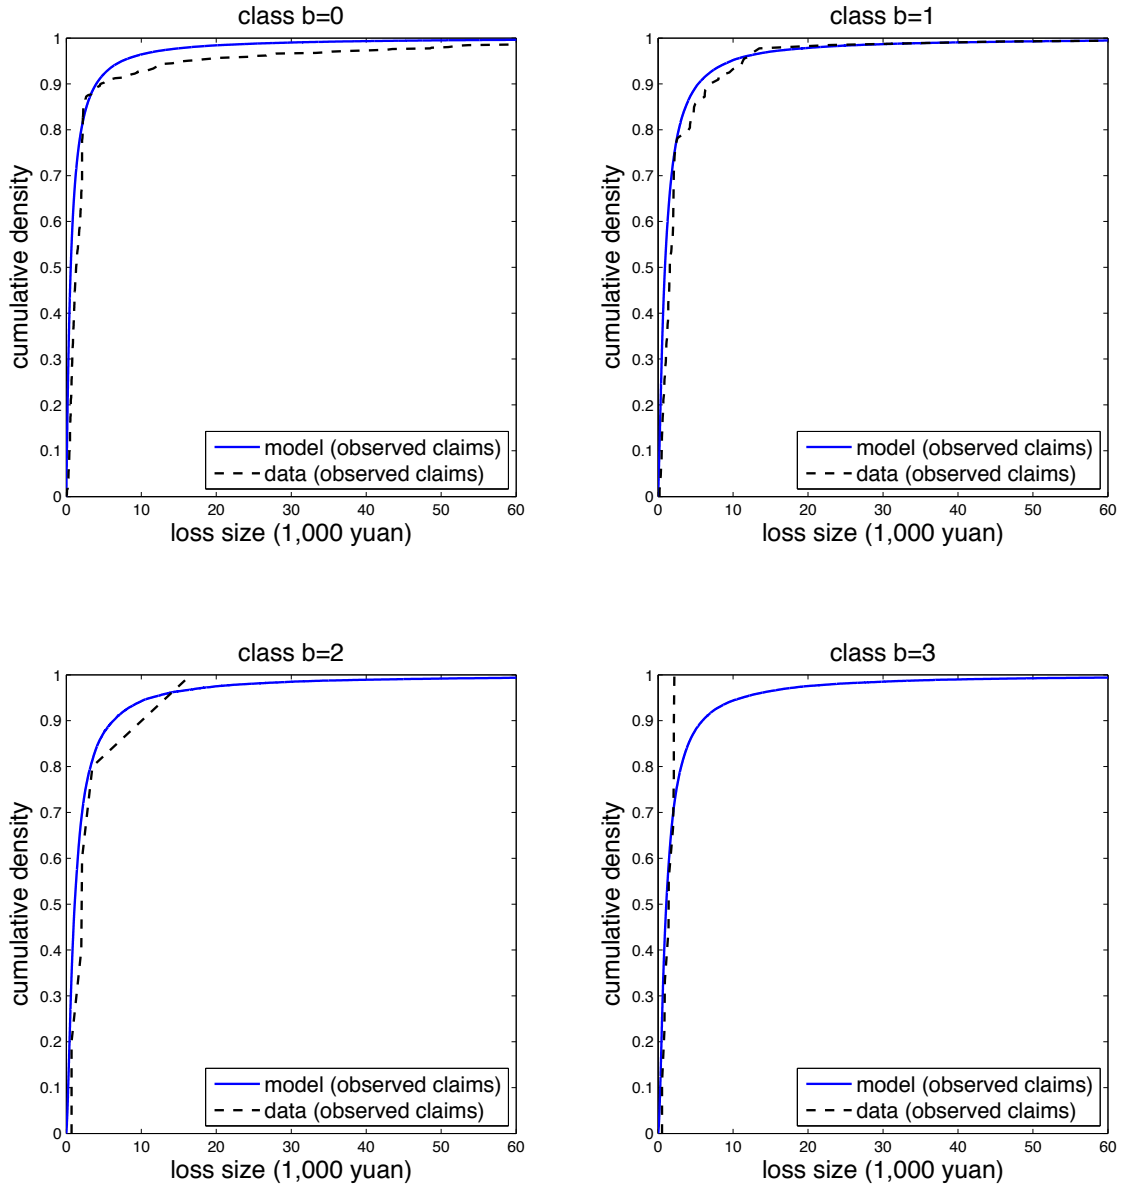 class b=0
1
0.9
0.8
0.7
0.6
0.5
0.4
0.3
0.2
0.1
0
cumulative density
model (observed claims)
data (observed claims)
0 10 20 30 40 50 60
loss size (1,000 yuan)
class b=1
1
0.9
0.8
0.7
0.6
0.5
0.4
0.3
0.2
0.1
0
cumulative density
model (observed claims)
data (observed claims)
0 10 20 30 40 50 60
loss size (1,000 yuan)
class b=2
1
0.9
0.8
0.7
0.6
0.5
0.4
0.3
0.2
0.1
0
cumulative density
model (observed claims)
data (observed claims)
0 10 20 30 40 50 60
loss size (1,000 yuan)
class b=3
1
0.9
0.8
0.7
0.6
0.5
0.4
0.3
0.2
0.1
0
cumulative density
model (observed claims)
data (observed claims)
0 10 20 30 40 50 60
loss size (1,000 yuan)